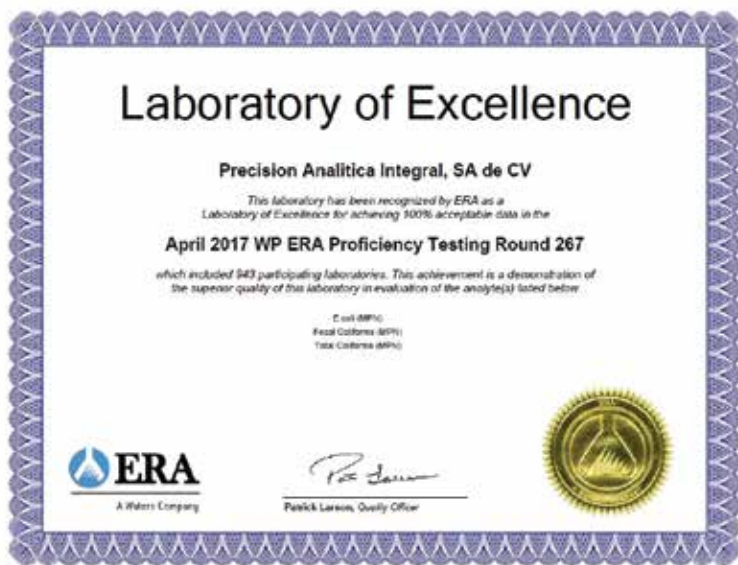 Laboratory of Excellence
Precision Analitica Integral, SA de CV
This laboratory has been recognized by ERA as a
Laboratory of Excellence for achieving 100% acceptable data in the
April 2017 WP ERA Proficiency Testing Round 267
which included 943 participating laboratories. This achievement is a demonstration of
the superior quality of this laboratory in evaluation of the analyte(s) listed below
E.coli (MPN)
Fecal Coliforms (MPN)
Total Coliforms (MPN)
ERA
A Waters Company
Patrick Larson, Quality Officer
ERA